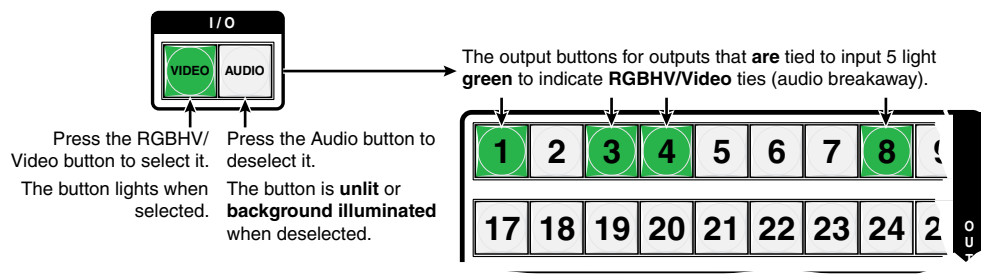 I/O
VIDEO AUDIO
Press the RGBHV/
Video button to select it.
The button lights when
selected.
Press the Audio button to
deselect it.
The button is unlit or
background illuminated
when deselected.
The output buttons for outputs that are tied to input 5 light
green to indicate RGBHV/Video ties (audio breakaway).
1 2 3 4 5 6 7 8
17 18 19 20 21 22 23 24 2
O
U
T